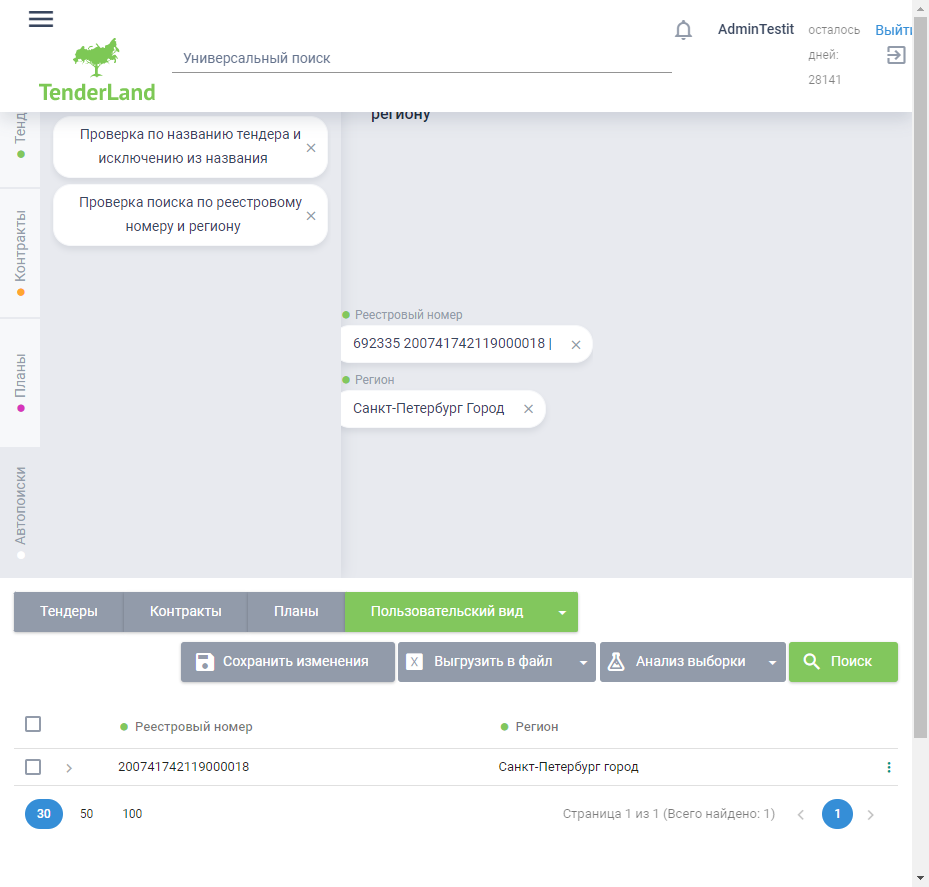 AdminTestit
осталось
дней:
28141
Выйти
Универсальный поиск
TenderLand
региону
Тенд
Проверка по названию тендера и
исключению из названия
Проверка поиска по реестровому
номеру и региону
Контракты
Планы
Автопоиски
Реестровый номер
692335 200741742119000018 |
Регион
Санкт-Петербург Город
Тендеры
Контракты
Планы
Пользовательский вид
Сохранить изменения
X
Выгрузить в файл
Анализ выборки
Поиск
Реестровый номер
Регион
200741742119000018
Санкт-Петербург город
30
50
100
Страница 1 из 1 (Всего найдено: 1)
1